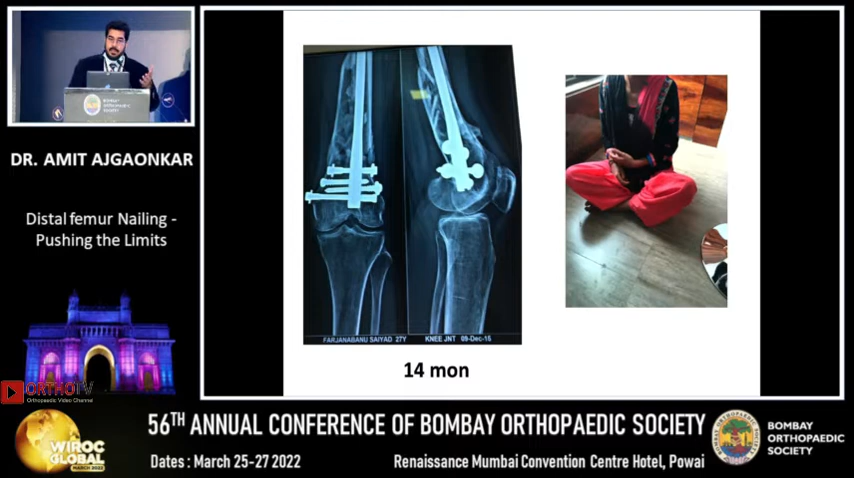 DR. AMIT AJGAONKAR
Distal femur Nailing -
Pushing the Limits
FARJANABANU SAIYAD 27Y
KNEE JNT 09-Dec-15
14 mon
ORTHOTV
Orthopaedic Video Channel
WIROC
GLOBAL
MARCH 2022
56TH ANNUAL CONFERENCE OF BOMBAY ORTHOPAEDIC SOCIETY
Dates : March 25-27 2022
Renaissance Mumbai Convention Centre Hotel, Powai
BOMBAY
ORTHOPAEDIC
SOCIETY